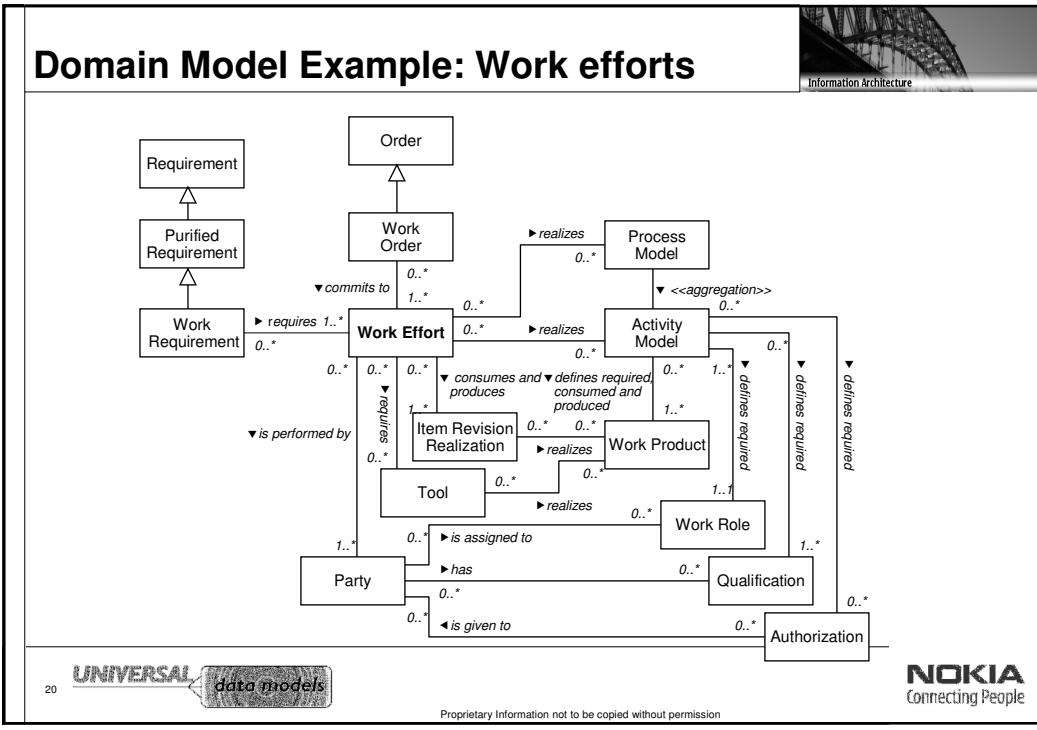 Domain Model Example: Work efforts
Information Architecture
Order
Requirement
Work
Order
Purified
Requirement
▶ realizes
0..*
Process
Model
0..*
▼ commits to
1..*
▼ <<aggregation>>
0..*
0..*
Work
Requirement
▶ requires 1..*
0..*
Work Effort
0..*
▶ realizes
0..*
Activity
Model
0..*
0..*
0..*
▼ consumes and
produces
▼ defines required,
consumed and
produced
0..*
1..*
0..*
▼ defines required
▼ defines required
▼ defines required
▼ requires
1..*
1..*
▼ is performed by
Item Revision
Realization
0..*
0..*
▶ realizes
Work Product
0..*
0..*
Tool
0..*
▶ realizes
1..1
0..*
Work Role
1..*
0..*
▶ is assigned to
1..*
Party
▶ has
0..*
0..*
Qualification
0..*
0..*
◀ is given to
0..*
Authorization
20
UNIVERSAL
data models
Proprietary Information not to be copied without permission
NOKIA
Connecting People